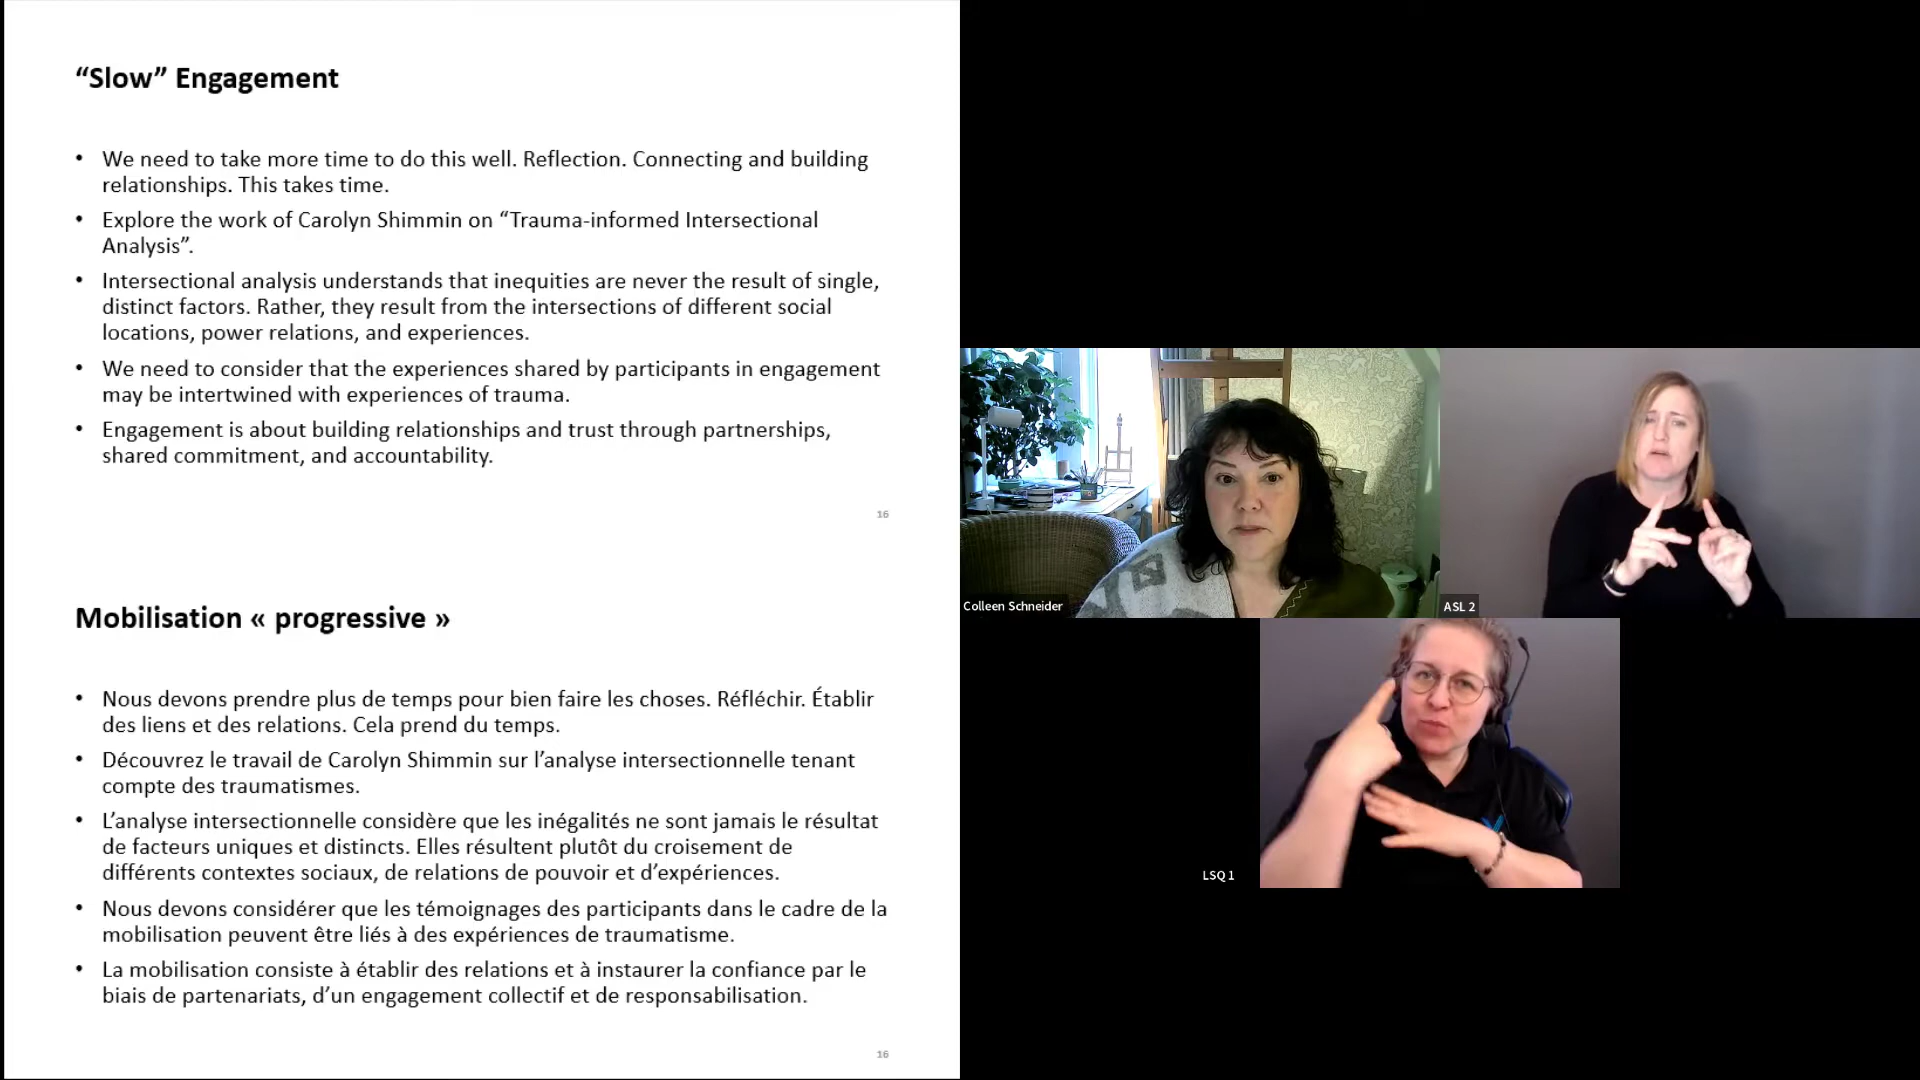 “Slow” Engagement
• We need to take more time to do this well. Reflection. Connecting and building
relationships. This takes time.
• Explore the work of Carolyn Shimmin on “Trauma-informed Intersectional
Analysis”.
• Intersectional analysis understands that inequities are never the result of single,
distinct factors. Rather, they result from the intersections of different social
locations, power relations, and experiences.
• We need to consider that the experiences shared by participants in engagement
may be intertwined with experiences of trauma.
• Engagement is about building relationships and trust through partnerships,
shared commitment, and accountability.
16
Mobilisation « progressive »
• Nous devons prendre plus de temps pour bien faire les choses. Réfléchir. Établir
des liens et des relations. Cela prend du temps.
• Découvrez le travail de Carolyn Shimmin sur l’analyse intersectionnelle tenant
compte des traumatismes.
• L’analyse intersectionnelle considère que les inégalités ne sont jamais le résultat
de facteurs uniques et distincts. Elles résultent plutôt du croisement de
différents contextes sociaux, de relations de pouvoir et d’expériences.
• Nous devons considérer que les témoignages des participants dans le cadre de la
mobilisation peuvent être liés à des expériences de traumatisme.
• La mobilisation consiste à établir des relations et à instaurer la confiance par le
biais de partenariats, d’un engagement collectif et de responsabilisation.
16
Colleen Schneider
ASL 2
LSQ 1